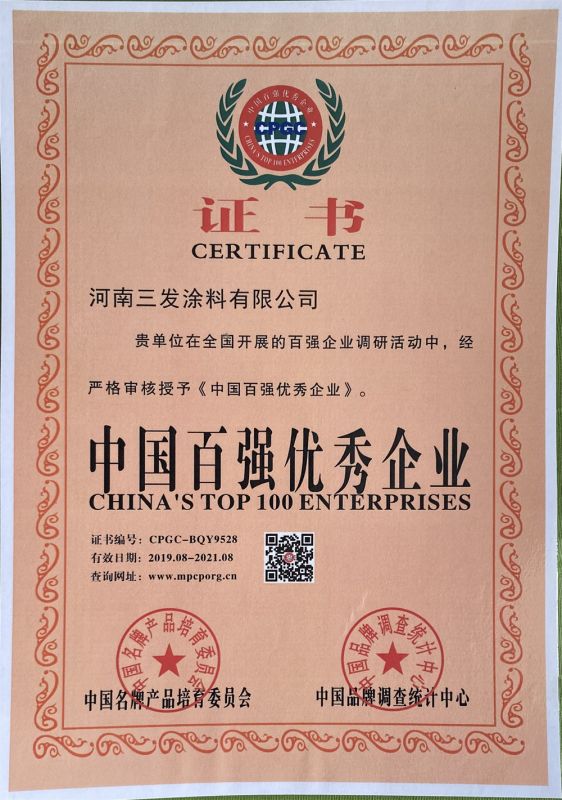 中国百强优秀企业
CPGC
CHINA'S TOP 100 ENTERPRISES
证书
CERTIFICATE
河南三发涂料有限公司
贵单位在全国开展的百强企业调研活动中，经
严格审核授予《中国百强优秀企业》。
中国百强优秀企业
CHINA'S TOP 100 ENTERPRISES
证书编号：CPGC-BQY9528
有效日期：2019.08-2021.08
查询网址：www.mpcporg.cn
中国名牌产品培育委员会
中国品牌调查统计中心
中国名牌产品培育委员会
中国品牌调查统计中心